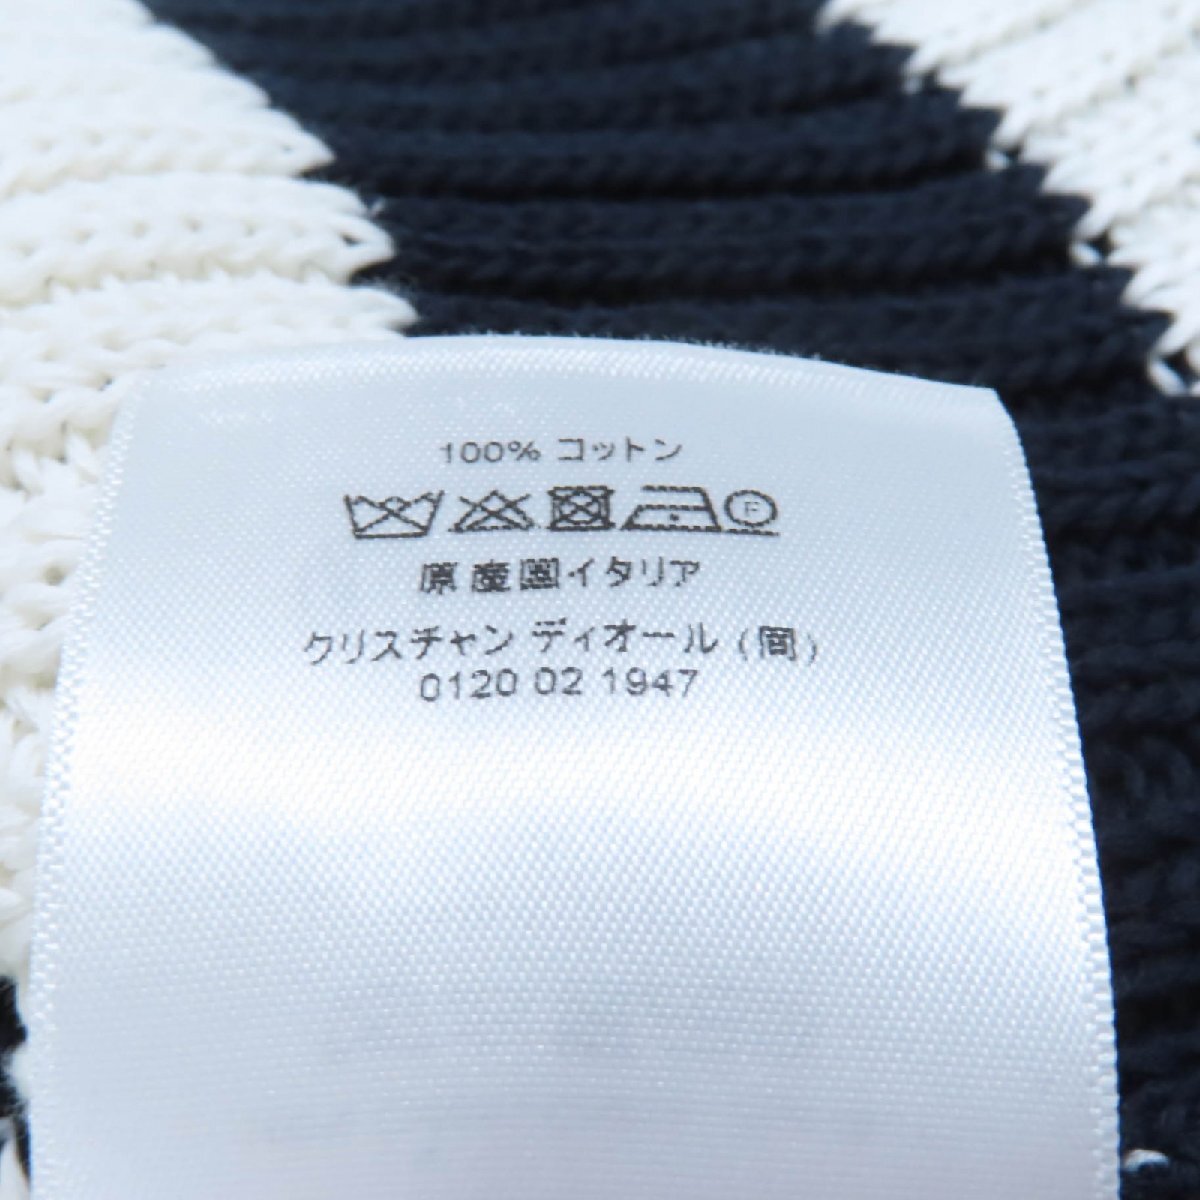 100% コットン
F
原産国イタリア
クリスチャン ディオール (問)
0120 02 1947